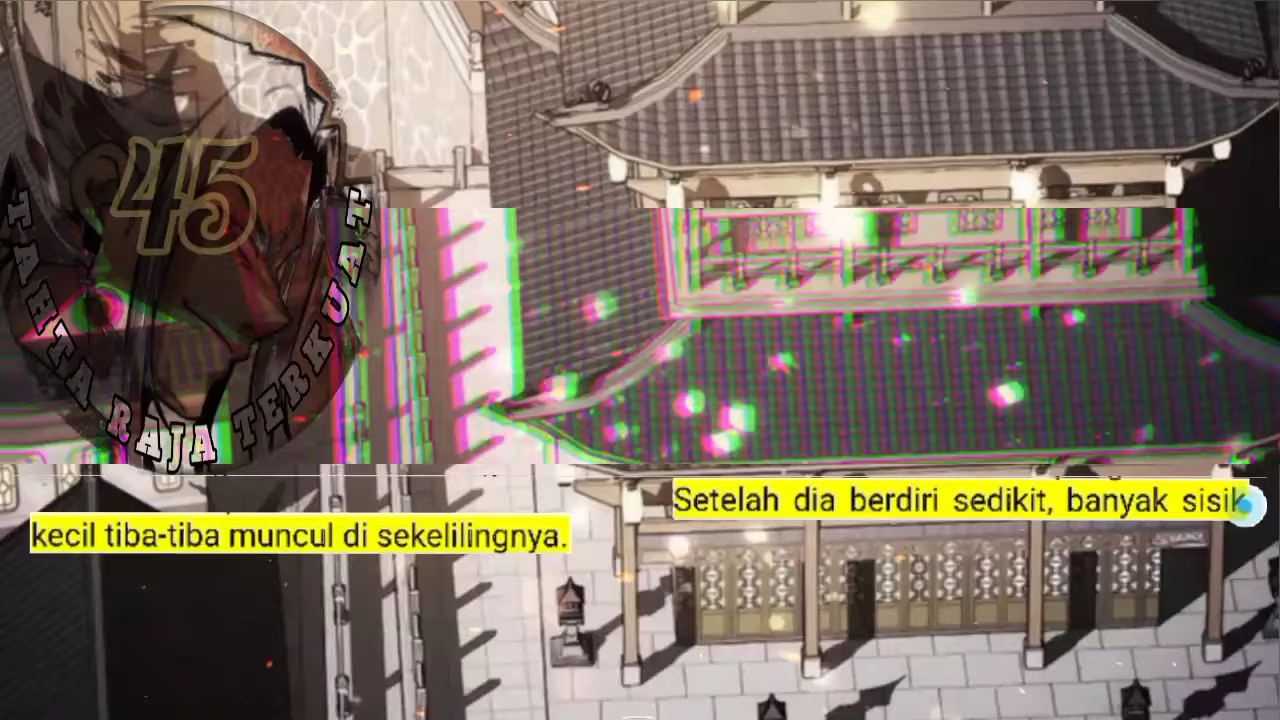 45
TAHTA RAJA TERKUAT
Setelah dia berdiri sedikit, banyak sisik
kecil tiba-tiba muncul di sekelilingnya.